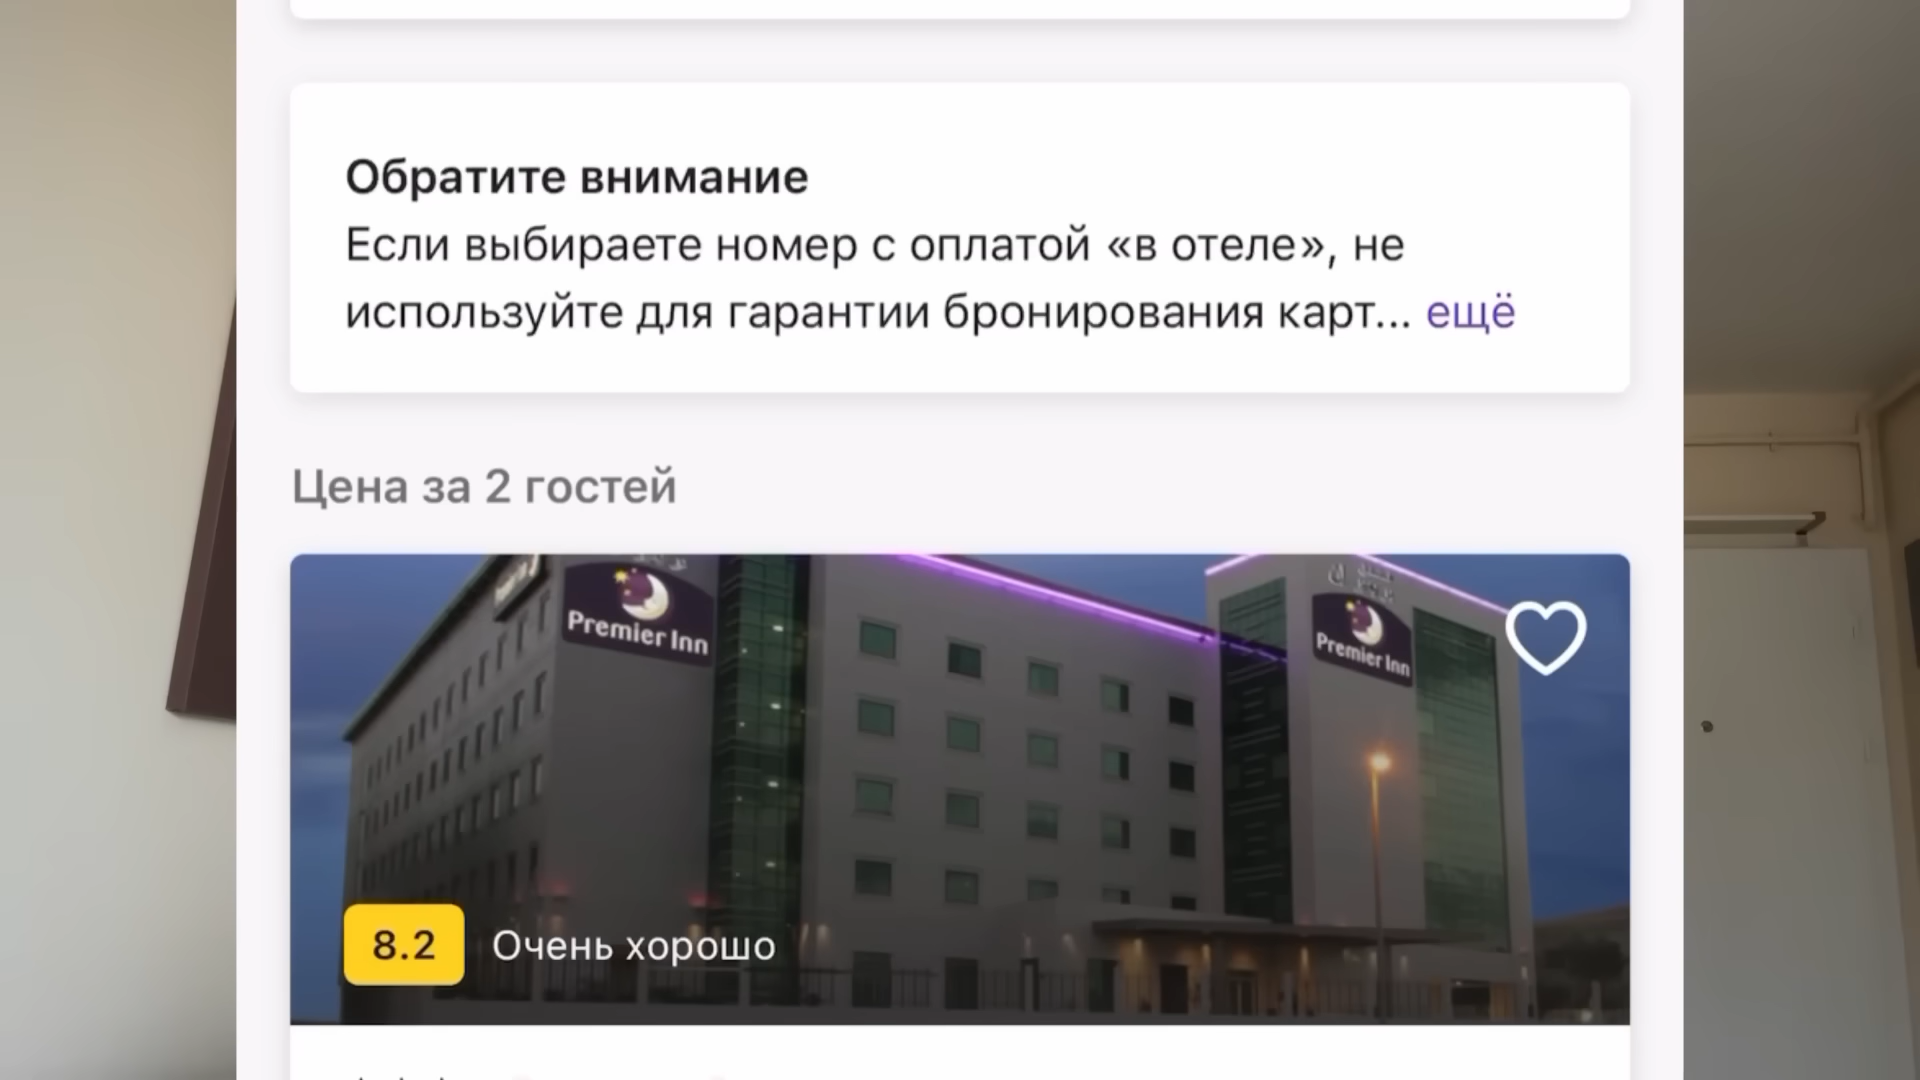 Обратите внимание
Если выбираете номер с оплатой «в отеле», не
используйте для гарантии бронирования карт... ещё
Цена за 2 гостей
Premier Inn
Premier Inn
8.2 Очень хорошо